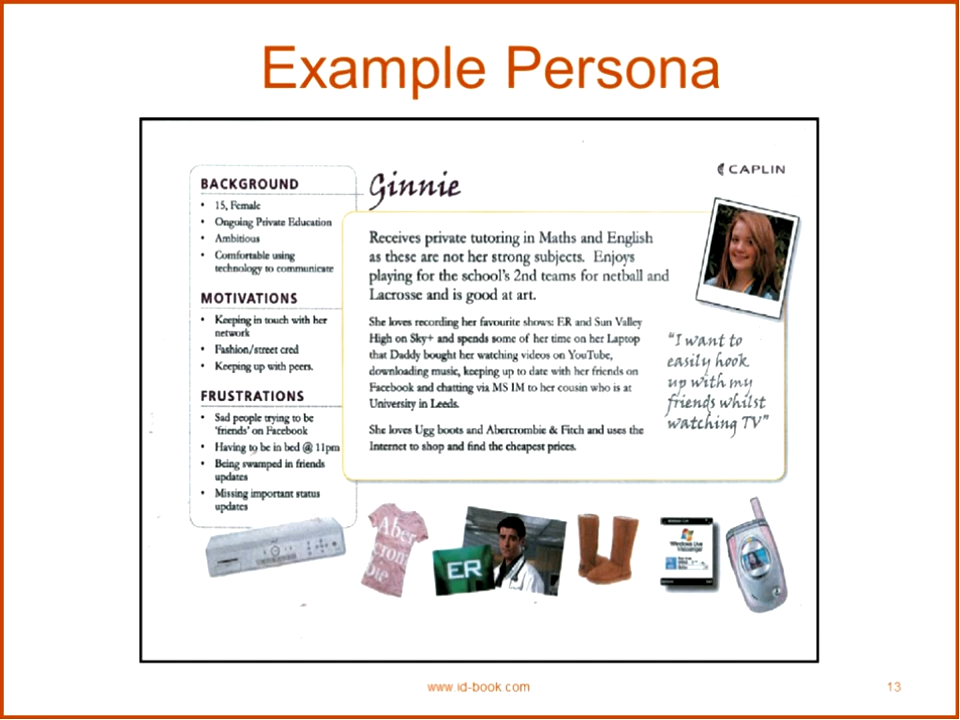 Example Persona
CAPLIN
Ginnie
BACKGROUND
• 15, Female
• Ongoing Private Education
• Ambitious
• Comfortable using
technology to communicate
MOTIVATIONS
• Keeping in touch with her
network
• Fashion/street cred
• Keeping up with peers.
FRUSTRATIONS
• Sad people trying to be
'friends' on Facebook
• Having to be in bed @ 11pm
• Being swamped in friends
updates
• Missing important status
updates
Receives private tutoring in Maths and English
as these are not her strong subjects. Enjoys
playing for the school's 2nd teams for netball and
Lacrosse and is good at art.
She loves recording her favourite shows: ER and Sun Valley
High on Sky+ and spends some of her time on her Laptop
that Daddy bought her watching videos on YouTube,
downloading music, keeping up to date with her friends on
Facebook and chatting via MS IM to her cousin who is at
University in Leeds.
She loves Ugg boots and Abercrombie & Fitch and uses the
Internet to shop and find the cheapest prices.
"I want to
easily hook
up with my
friends whilst
watching TV"
Aber
crom
bie
ER
Windows Live
Messenger
www.id-book.com
13